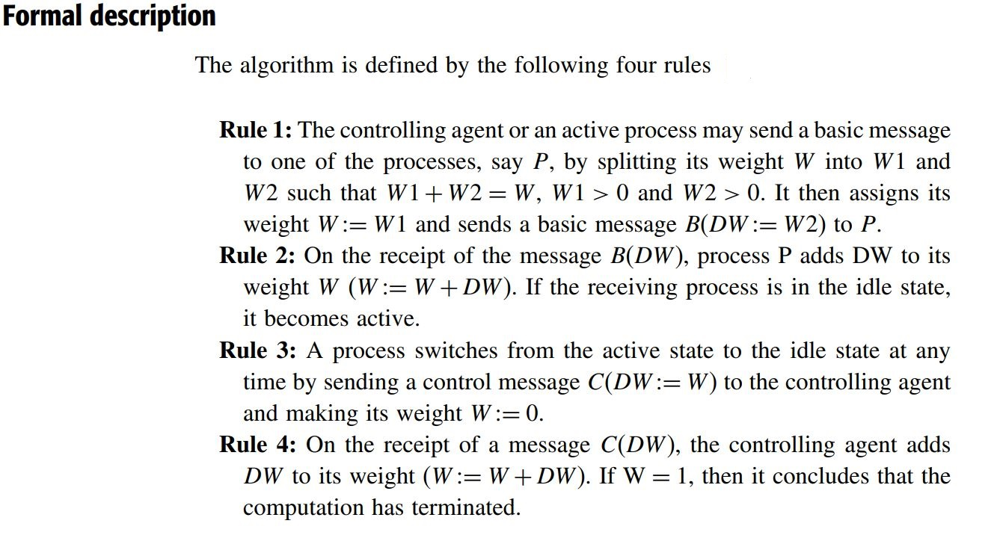 Formal description
The algorithm is defined by the following four rules
Rule 1: The controlling agent or an active process may send a basic message
to one of the processes, say P, by splitting its weight W into W1 and
W2 such that W1 + W2 = W, W1 > 0 and W2 > 0. It then assigns its
weight W := W1 and sends a basic message B(DW := W2) to P.
Rule 2: On the receipt of the message B(DW), process P adds DW to its
weight W (W := W + DW). If the receiving process is in the idle state,
it becomes active.
Rule 3: A process switches from the active state to the idle state at any
time by sending a control message C(DW := W) to the controlling agent
and making its weight W := 0.
Rule 4: On the receipt of a message C(DW), the controlling agent adds
DW to its weight (W := W + DW). If W = 1, then it concludes that the
computation has terminated.